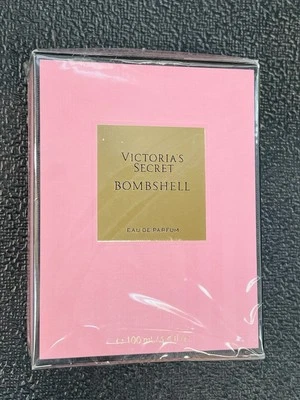 VICTORIA'S
SECRET
BOMBSHELL
EAU DE PARFUM
100 ml